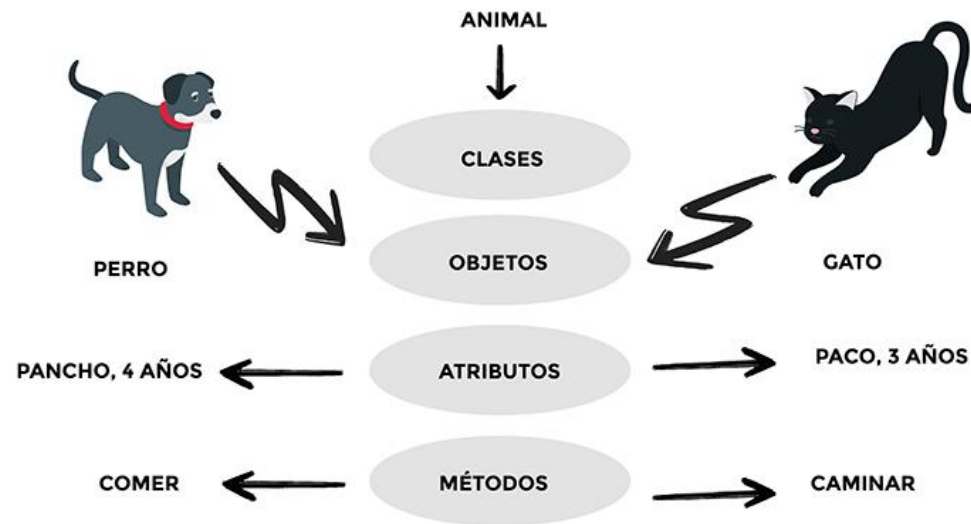 ANIMAL
CLASES
OBJETOS
PERRO
GATO
PANCHO, 4 AÑOS
ATRIBUTOS
PACO, 3 AÑOS
COMER
MÉTODOS
CAMINAR